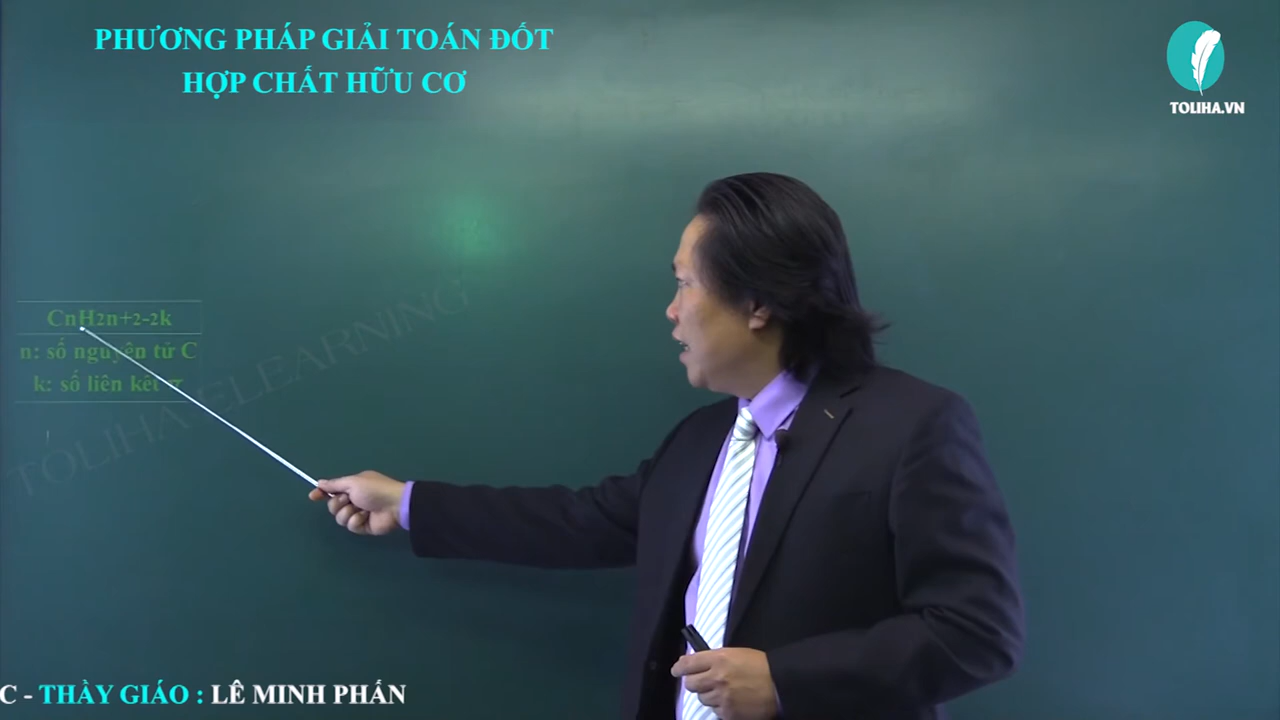 PHƯƠNG PHÁP GIẢI TOÁN ĐỐT
HỢP CHẤT HỮU CƠ
TOLIHA.VN
CnH2n+2-2k
n: số nguyên tử C
k: số liên kết
TOLIHA ELEARNING
C - THẦY GIÁO : LÊ MINH PHẤN